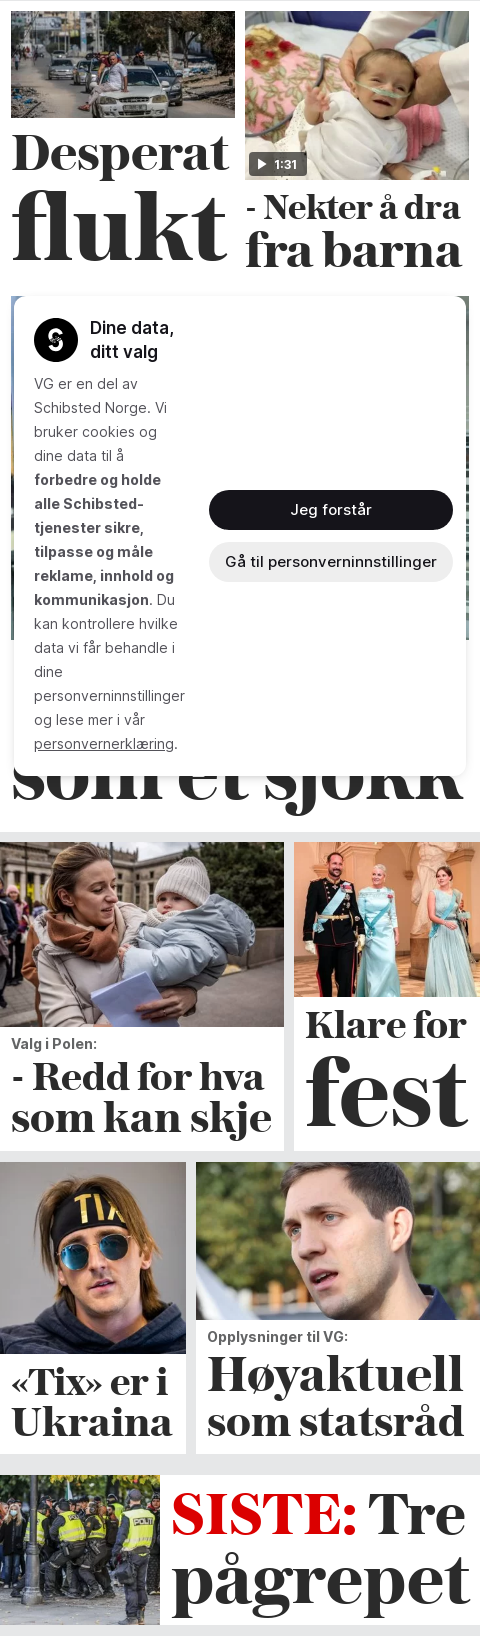 Desperat
flukt
1:31
- Nekter å dra
fra barna
Dine data,
ditt valg
VG er en del av
Schibsted Norge. Vi
bruker cookies og
dine data til å
forbedre og holde
alle Schibsted-
tjenester sikre,
tilpasse og måle
reklame, innhold og
kommunikasjon. Du
kan kontrollere hvilke
data vi får behandle i
dine
personverninnstillinger
og lese mer i vår
personvernerklæring.
Jeg forstår
Gå til personverninnstillinger
som et sjokk
Valg i Polen:
- Redd for hva
som kan skje
Klare for
fest
TIX
«Tix» er i
Ukraina
Opplysninger til VG:
Høyaktuell
som statsråd
POLITI
SISTE: Tre
pågrepet